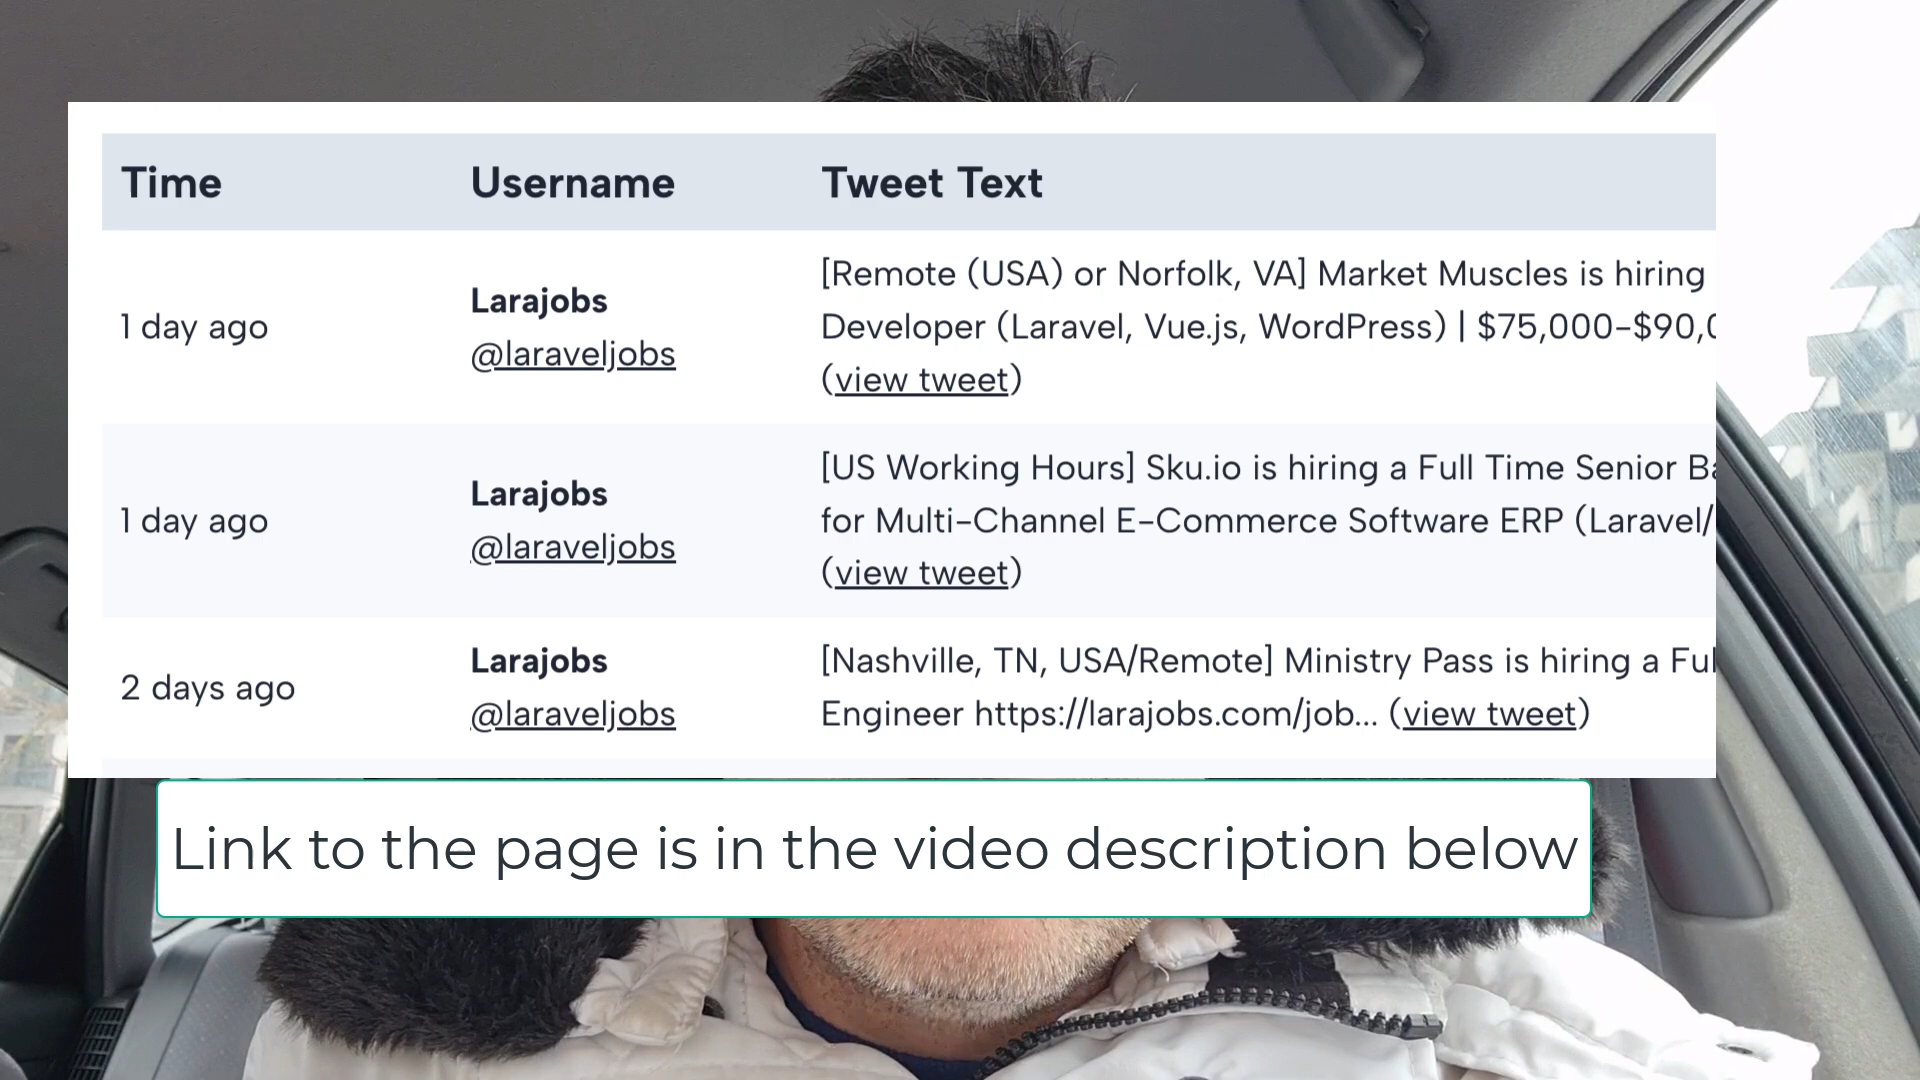 Time Username Tweet Text
[Remote (USA) or Norfolk, VA] Market Muscles is hiring
1 day ago Larajobs Developer (Laravel, Vue.js, WordPress) | $75,000-$90,0
@laraveljobs
(view tweet)
[US Working Hours] Sku.io is hiring a Full Time Senior Ba
1 day ago Larajobs for Multi-Channel E-Commerce Software ERP (Laravel/
@laraveljobs
(view tweet)
Larajobs [Nashville, TN, USA/Remote] Ministry Pass is hiring a Ful
2 days ago
@laraveljobs Engineer https://larajobs.com/job... (view tweet)
Link to the page is in the video description below